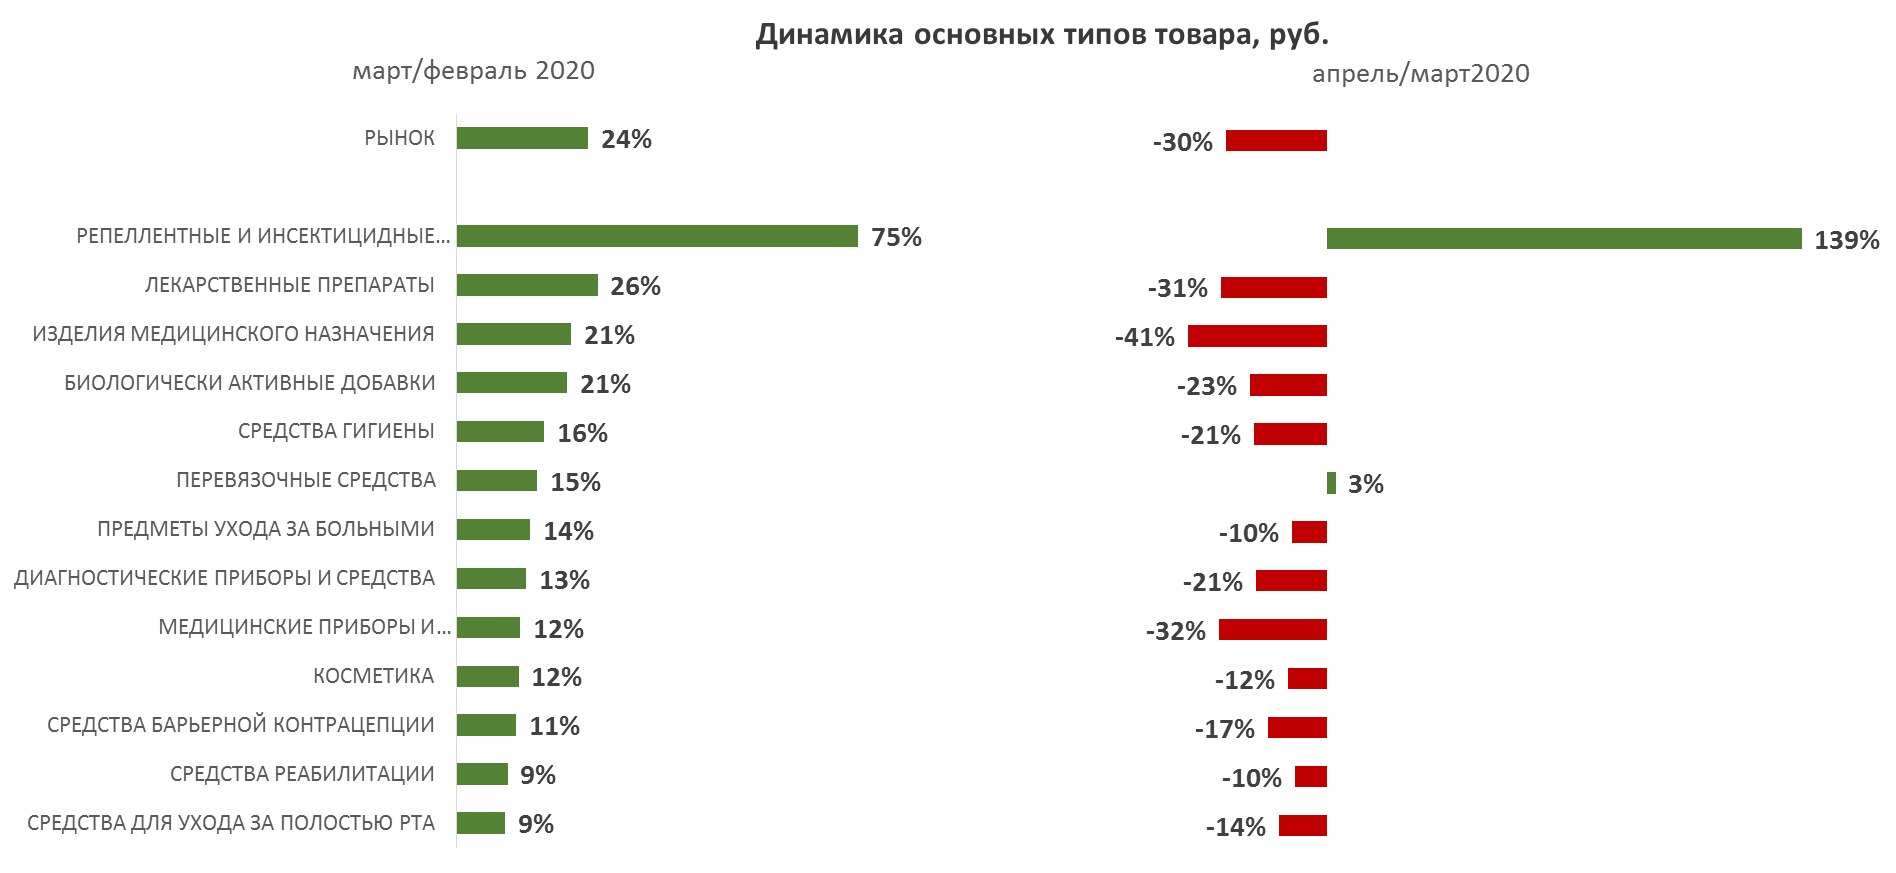 Динамика основных типов товара, руб.
март/февраль 2020 апрель/март2020
РЫНОК 24% -30%
РЕПЕЛЛЕНТНЫЕ И ИНСЕКТИЦИДНЫЕ... 75% 139%
ЛЕКАРСТВЕННЫЕ ПРЕПАРАТЫ 26% -31%
ИЗДЕЛИЯ МЕДИЦИНСКОГО НАЗНАЧЕНИЯ 21% -41%
БИОЛОГИЧЕСКИ АКТИВНЫЕ ДОБАВКИ 21% -23%
СРЕДСТВА ГИГИЕНЫ 16% -21%
ПЕРЕВЯЗОЧНЫЕ СРЕДСТВА 15% 3%
ПРЕДМЕТЫ УХОДА ЗА БОЛЬНЫМИ 14% -10%
ДИАГНОСТИЧЕСКИЕ ПРИБОРЫ И СРЕДСТВА 13% -21%
МЕДИЦИНСКИЕ ПРИБОРЫ И... 12% -32%
КОСМЕТИКА 12% -12%
СРЕДСТВА БАРЬЕРНОЙ КОНТРАЦЕПЦИИ 11% -17%
СРЕДСТВА РЕАБИЛИТАЦИИ 9% -10%
СРЕДСТВА ДЛЯ УХОДА ЗА ПОЛОСТЬЮ РТА 9% -14%